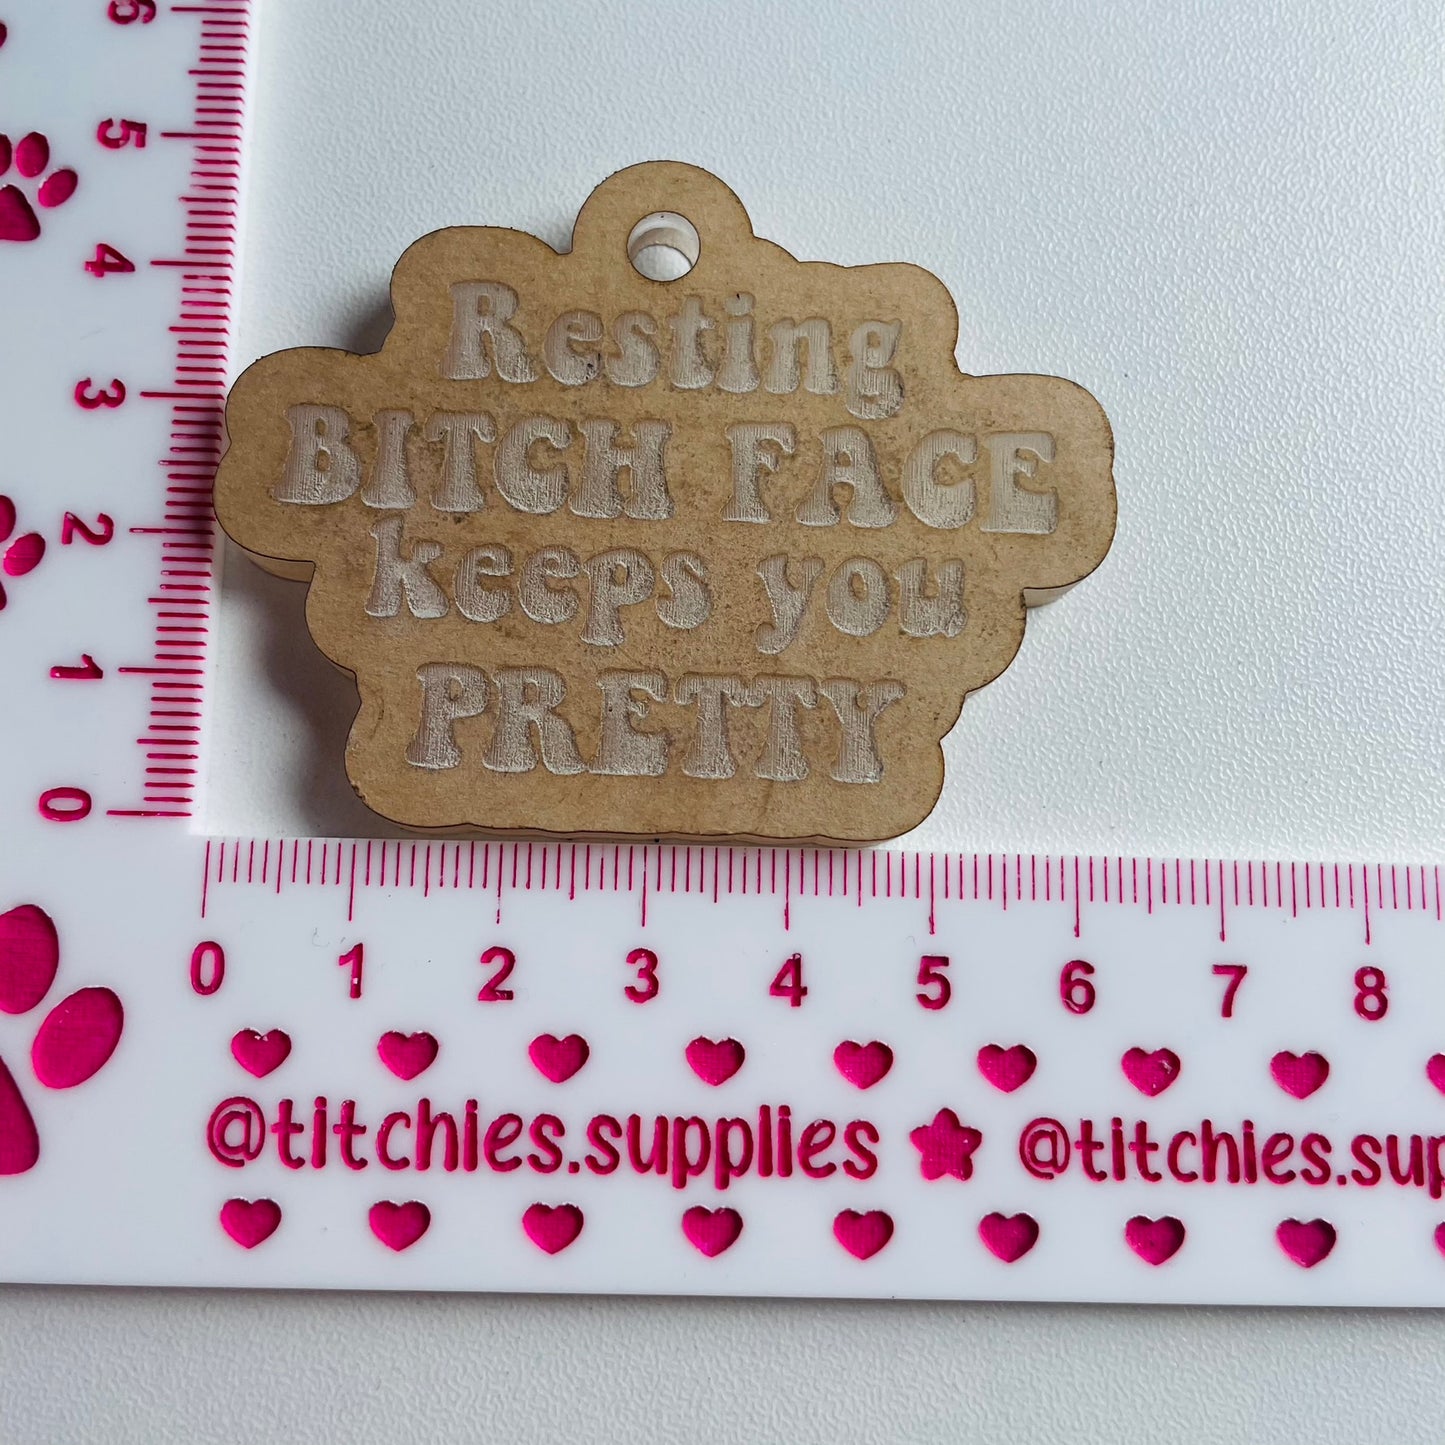 Resting
BITCH FACE
keeps you
PRETTY
6
5
4
3
2
1
0
0 1 2 3 4 5 6 7 8
@titchies.supplies ★ @titchies.sup